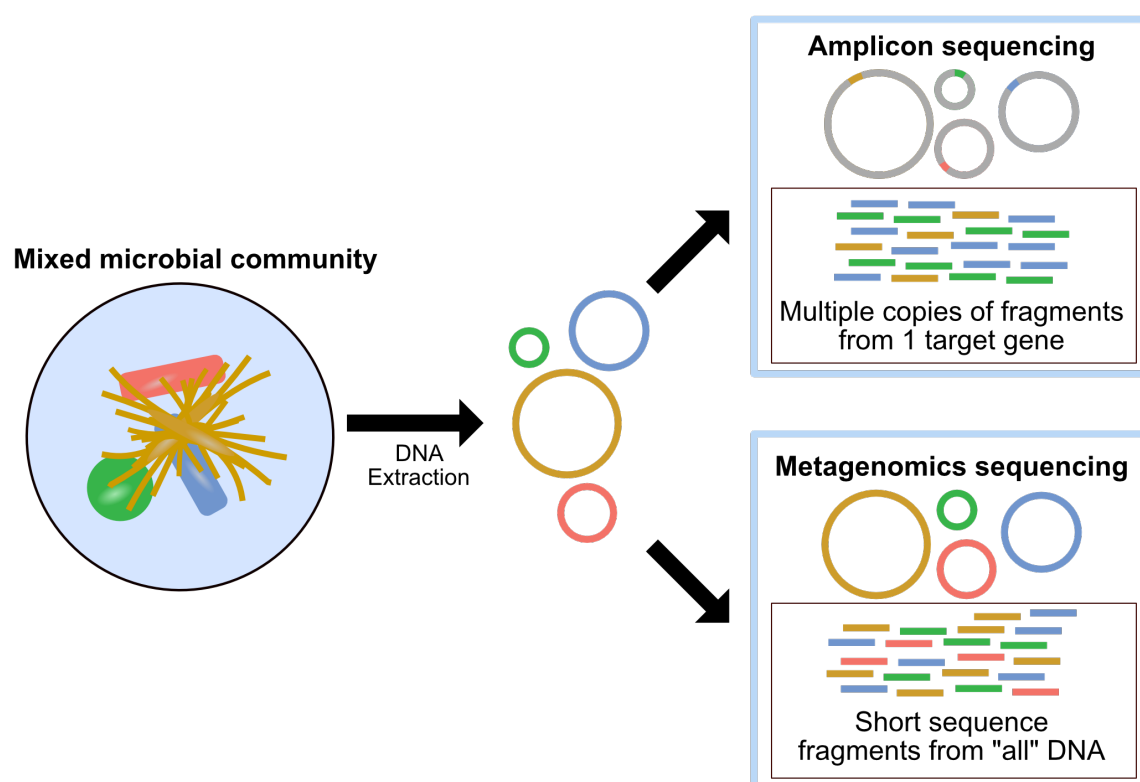 Mixed microbial community
DNA
Extraction
Amplicon sequencing
Multiple copies of fragments
from 1 target gene
Metagenomics sequencing
Short sequence
fragments from "all" DNA